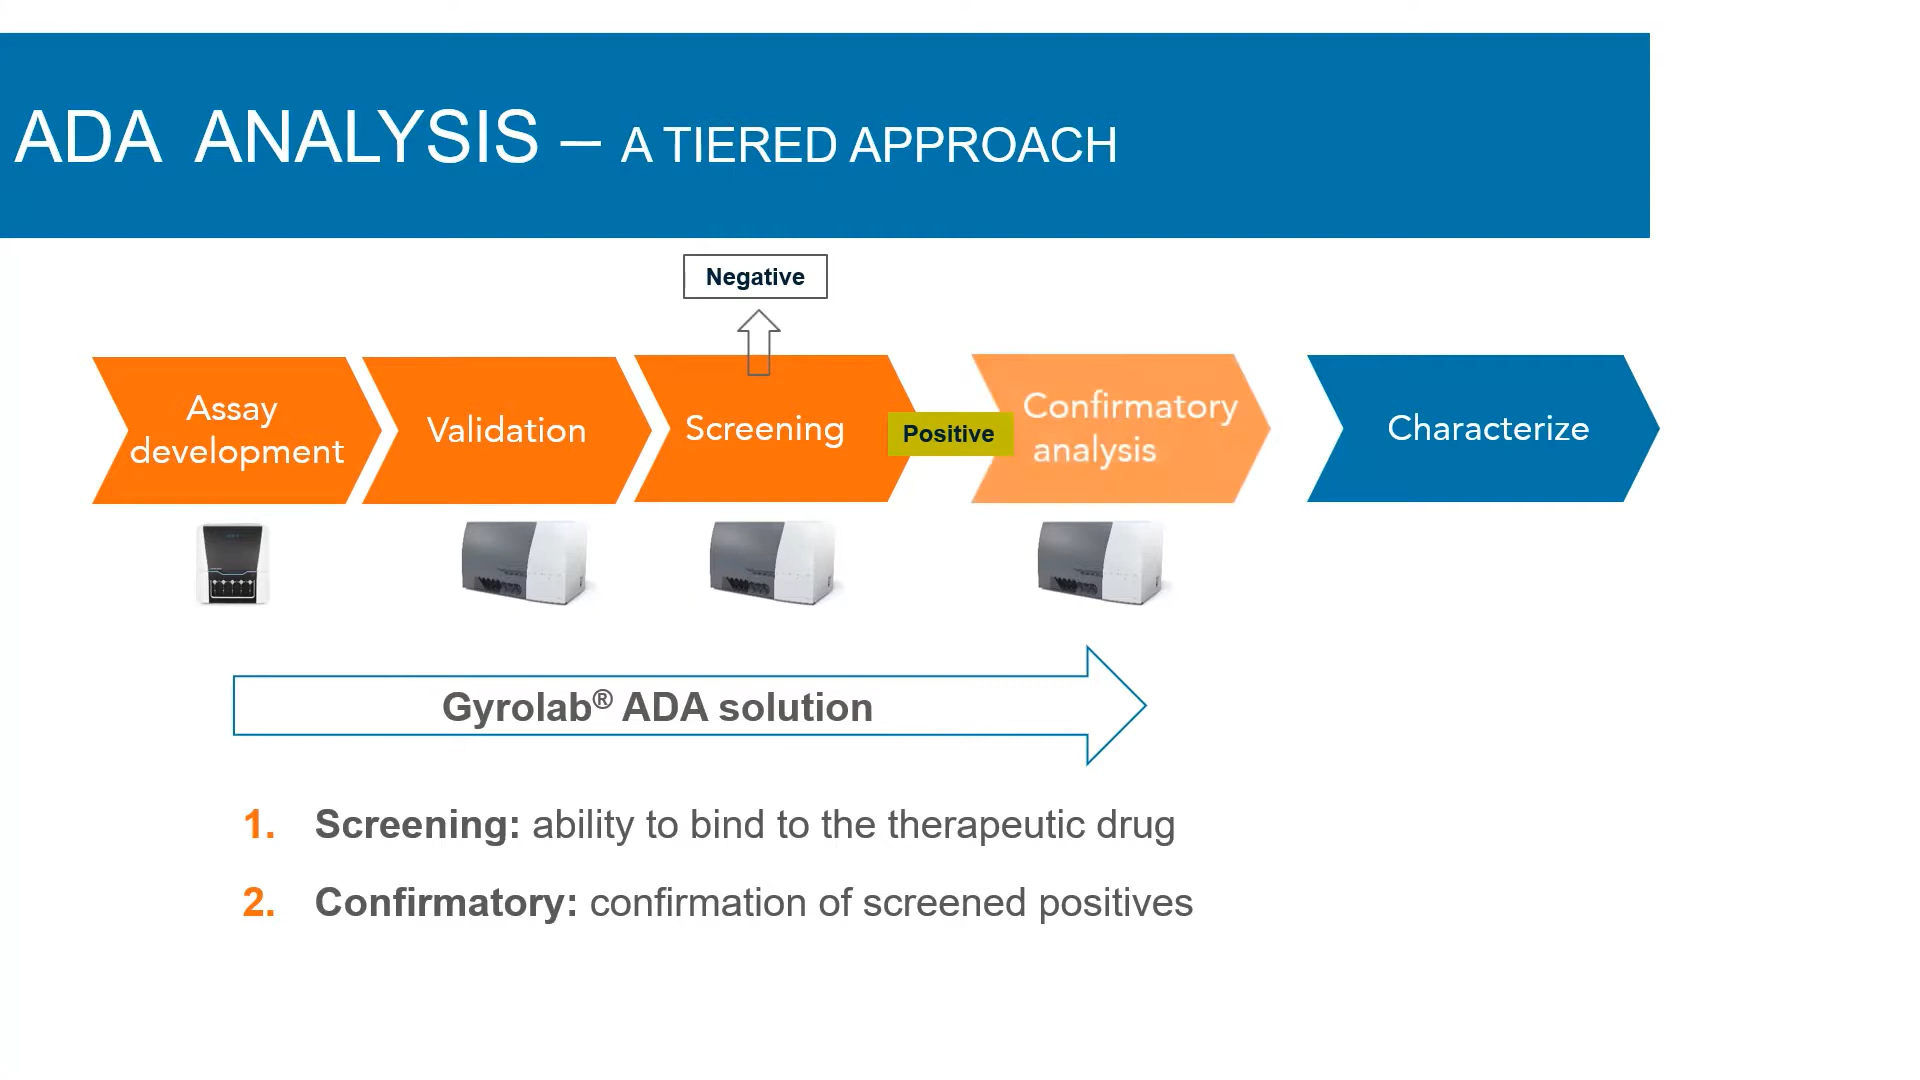 ADA ANALYSIS – A TIERED APPROACH
Negative
Assay
development
Validation
Screening
Positive
Confirmatory
analysis
Characterize
Gyrolab® ADA solution
1. Screening: ability to bind to the therapeutic drug
2. Confirmatory: confirmation of screened positives